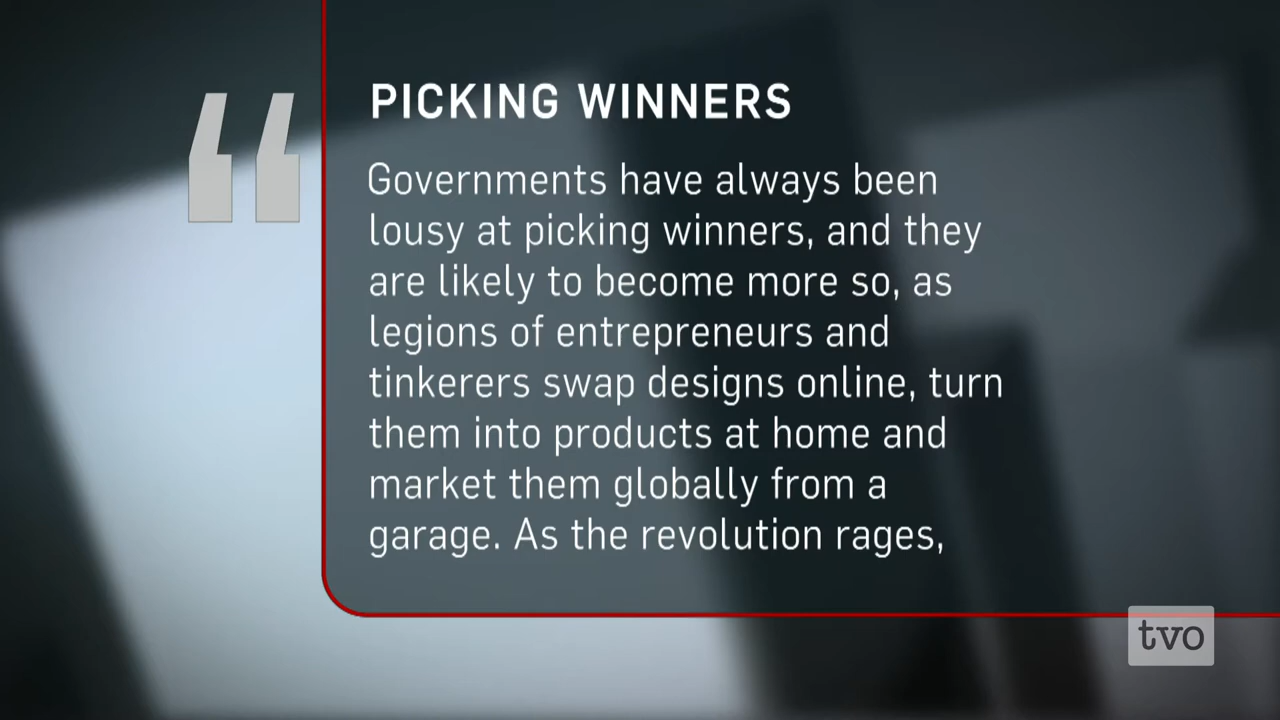 “
PICKING WINNERS
Governments have always been
lousy at picking winners, and they
are likely to become more so, as
legions of entrepreneurs and
tinkerers swap designs online, turn
them into products at home and
market them globally from a
garage. As the revolution rages,
tvo